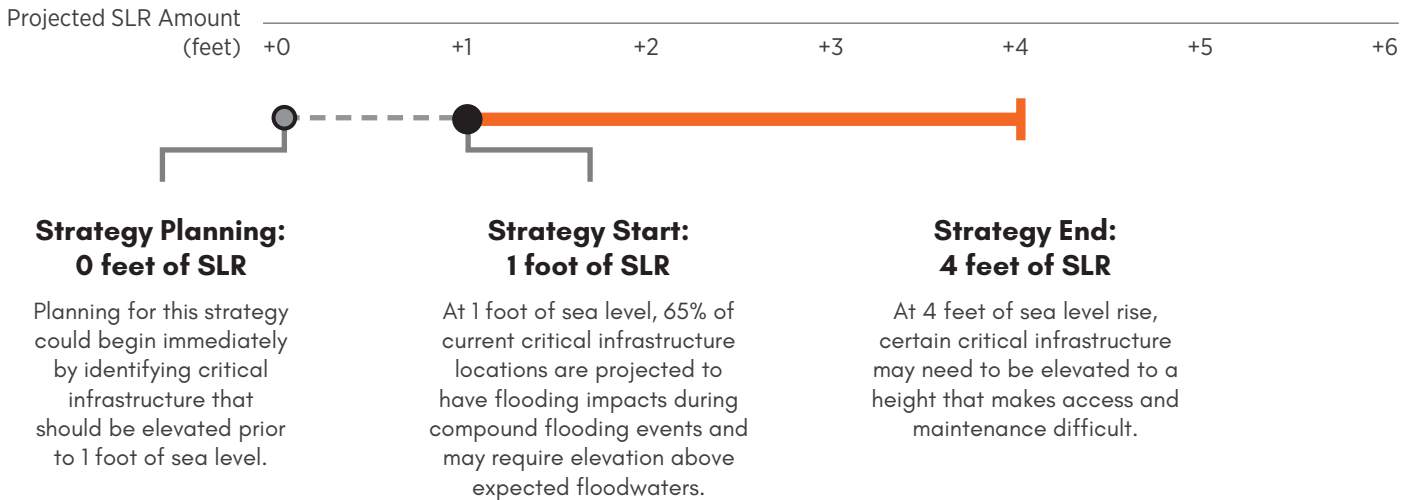 Projected SLR Amount
(feet) +0 +1 +2 +3 +4 +5 +6
Strategy Planning:
0 feet of SLR
Planning for this strategy
could begin immediately
by identifying critical
infrastructure that
should be elevated prior
to 1 foot of sea level.
Strategy Start:
1 foot of SLR
At 1 foot of sea level, 65% of
current critical infrastructure
locations are projected to
have flooding impacts during
compound flooding events and
may require elevation above
expected floodwaters.
Strategy End:
4 feet of SLR
At 4 feet of sea level rise,
certain critical infrastructure
may need to be elevated to a
height that makes access and
maintenance difficult.